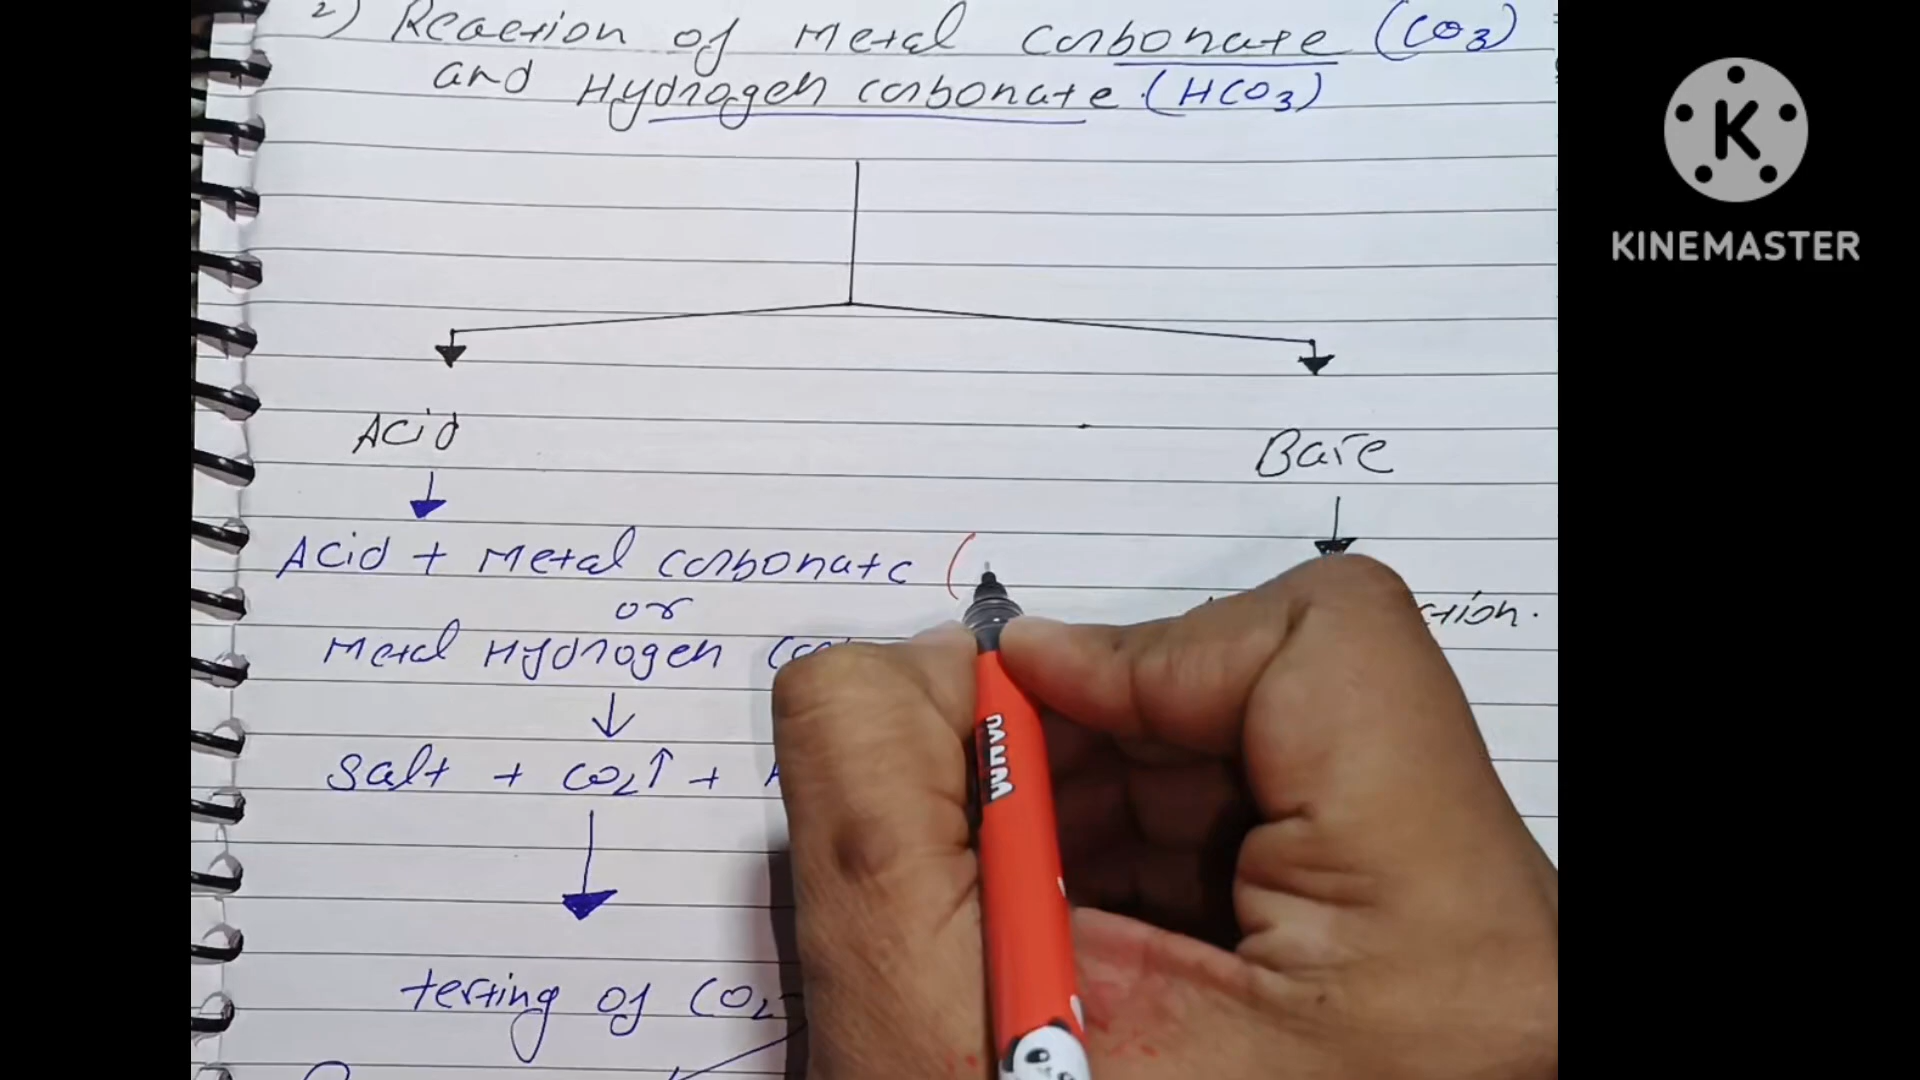 2) Reaction of Metal carbonate (CO3)
and Hydrogen carbonate. (HCO3)
KINEMASTER
Acid
Base
Acid + Metal carbonate (
or
Metal Hydrogen
Salt + CO2↑ +
testing of CO2